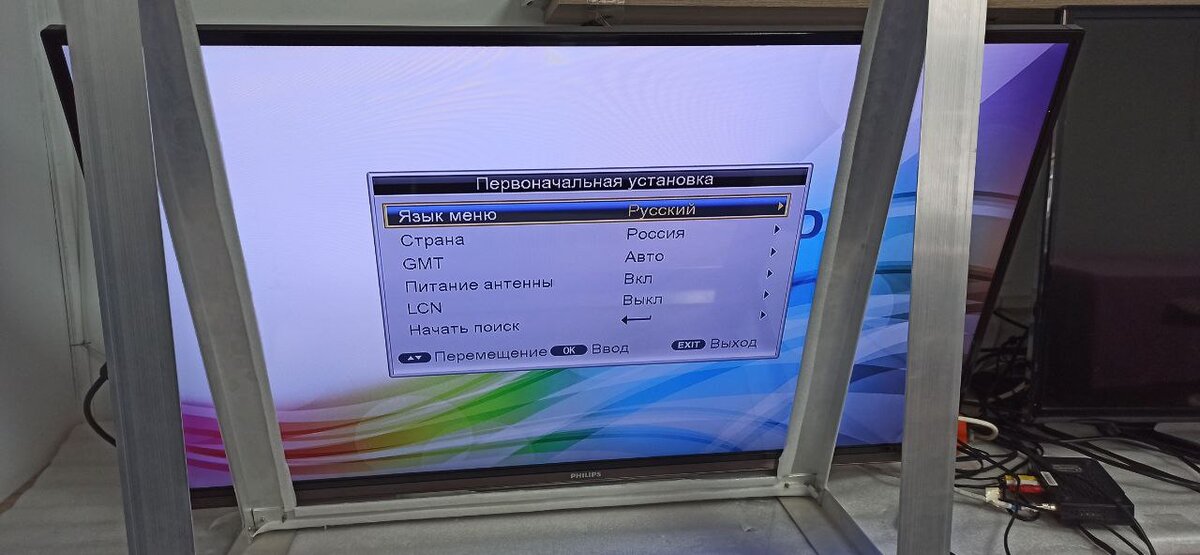 Первоначальная установка
Язык меню Русский
Страна Россия
GMT Авто
Питание антенны Вкл
LCN Выкл
Начать поиск
Перемещение OK Ввод EXIT Выход
PHILIPS